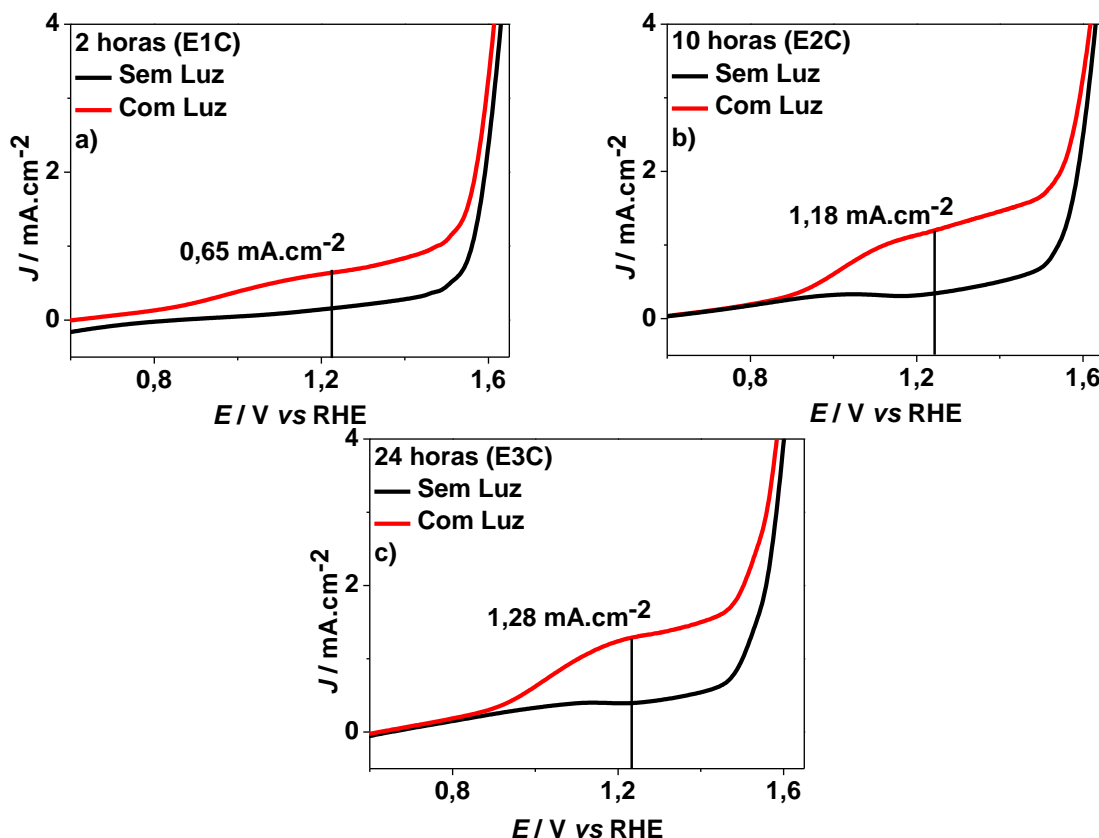 2 horas (E1C)
Sem Luz
Com Luz
a)
0,65 mA.cm-2
J / mA.cm-2
4
2
0
0,8 1,2 1,6
E / V vs RHE
10 horas (E2C)
Sem Luz
Com Luz
b)
1,18 mA.cm-2
J / mA.cm-2
4
2
0
0,8 1,2 1,6
E / V vs RHE
24 horas (E3C)
Sem Luz
Com Luz
c)
1,28 mA.cm-2
J / mA.cm-2
4
2
0
0,8 1,2 1,6
E / V vs RHE